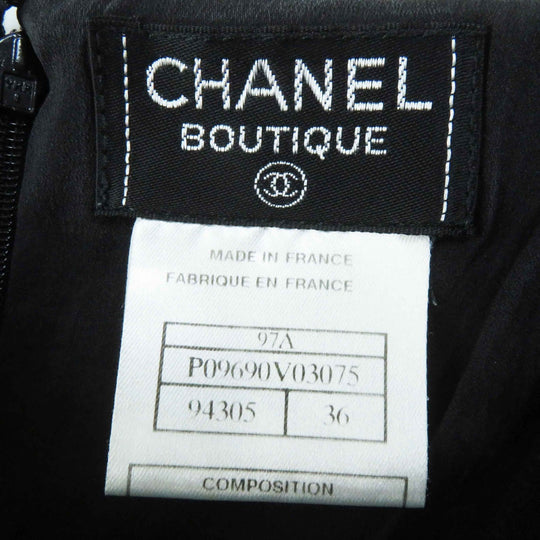 CHANEL
BOUTIQUE
MADE IN FRANCE
FABRIQUE EN FRANCE
97A
P09690V03075
94305 36
COMPOSITION